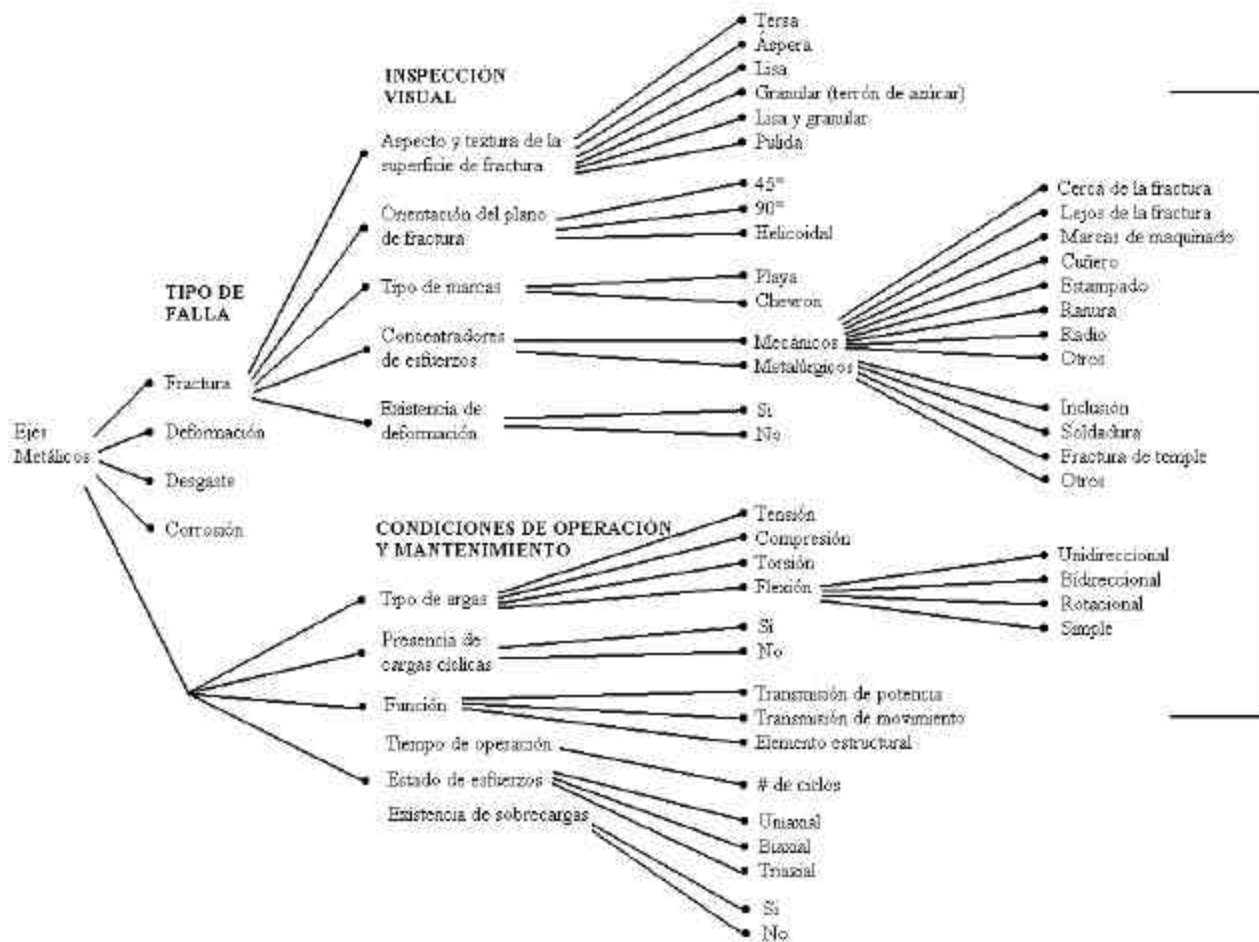 Tersa
Áspera
INSPECCIÓN
VISUAL
Lisa
Granular (terrón de azúcar)
Lisa y granular
Pulida
Aspecto y textura de la
superficie de fractura
45°
90°
Helicoidal
Orientación del plano
de fractura
Cerca de la fractura
Lejos de la fractura
Marcas de maquinado
Cuñero
Estampado
Ranura
Radio
Otros
TIPO DE
FALLA
Tipo de marcas
Playa
Chevron
Concentradores
de esfuerzos
Mecánicos
Metalúrgicos
Fractura
Existencia de
deformación
Si
No
Inclusión
Soldadura
Fractura de temple
Otros
Ejes
Metálicos
Deformación
Desgaste
Corrosión
CONDICIONES DE OPERACIÓN
Y MANTENIMIENTO
Tensión
Compresión
Torsión
Flexión
Unidireccional
Bidireccional
Rotacional
Simple
Tipo de argas
Presencia de
cargas cíclicas
Si
No
Función
Transmisión de potencia
Transmisión de movimiento
Elemento estructural
Tiempo de operación
# de ciclos
Estado de esfuerzos
Uniaxial
Biaxial
Triaxial
Existencia de sobrecargas
Si
No